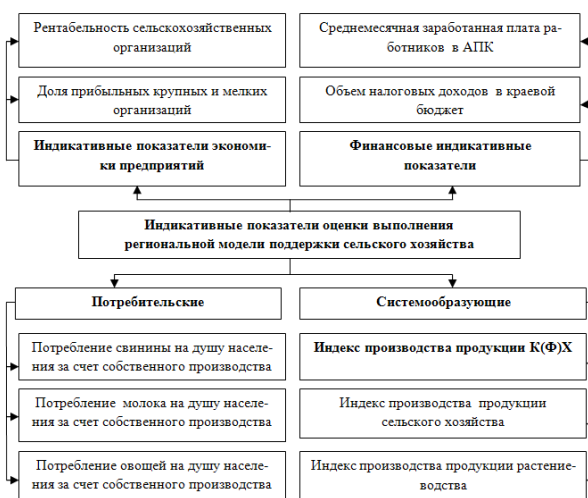 Рентабельность сельскохозяйственных
организаций
Среднемесячная заработанная плата ра-
ботников в АПК
Доля прибыльных крупных и мелких
организаций
Объем налоговых доходов в краевой
бюджет
Индикативные показатели экономи-
ки предприятий
Финансовые индикативные
показатели
Индикативные показатели оценки выполнения
региональной модели поддержки сельского хозяйства
Потребительские
Системообразующие
Потребление свинины на душу населе-
ния за счет собственного производства
Индекс производства продукции К(Ф)Х
Потребление молока на душу населе-
ния за счет собственного производства
Индекс производства продукции
сельского хозяйства
Потребление овощей на душу населе-
ния за счет собственного производства
Индекс производства продукции растение-
водства